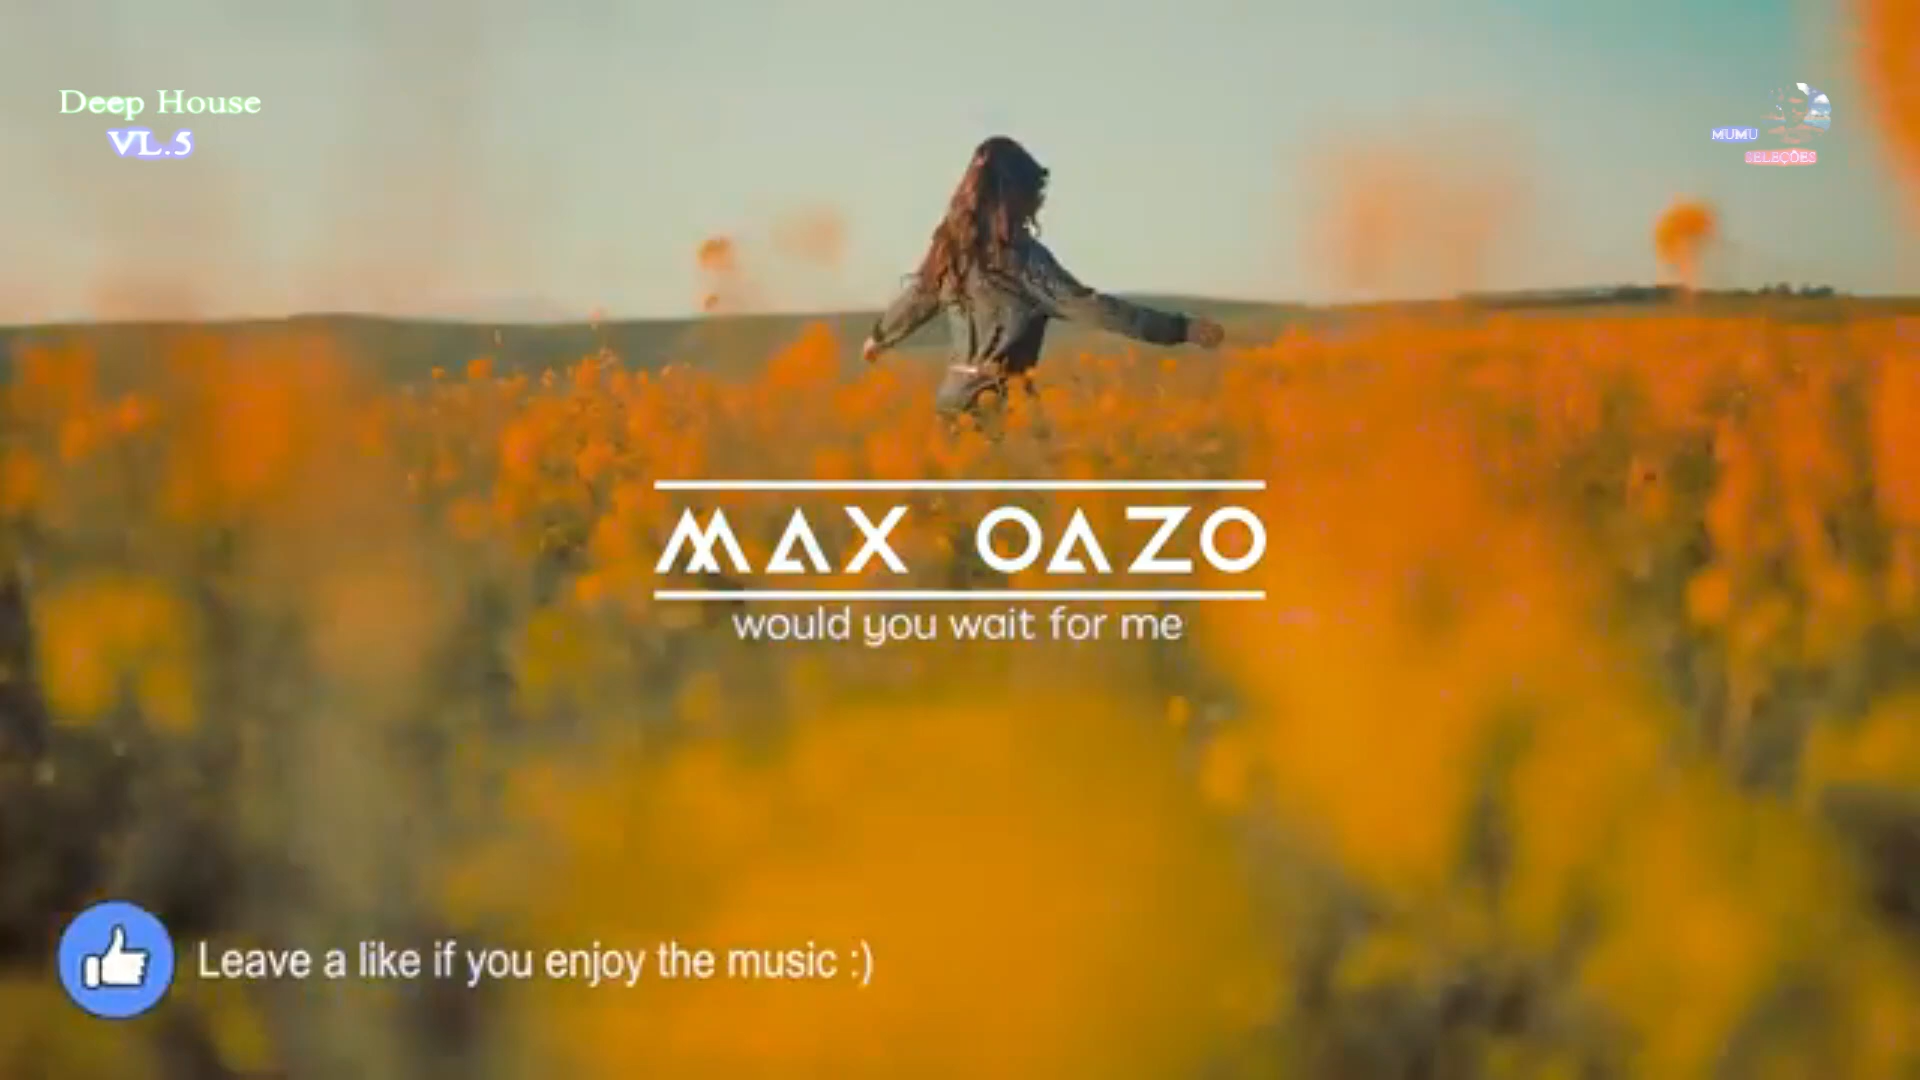 Deep House
VL.5
MUMU
SELEÇÕES
MAX OAZO
would you wait for me
Leave a like if you enjoy the music :)